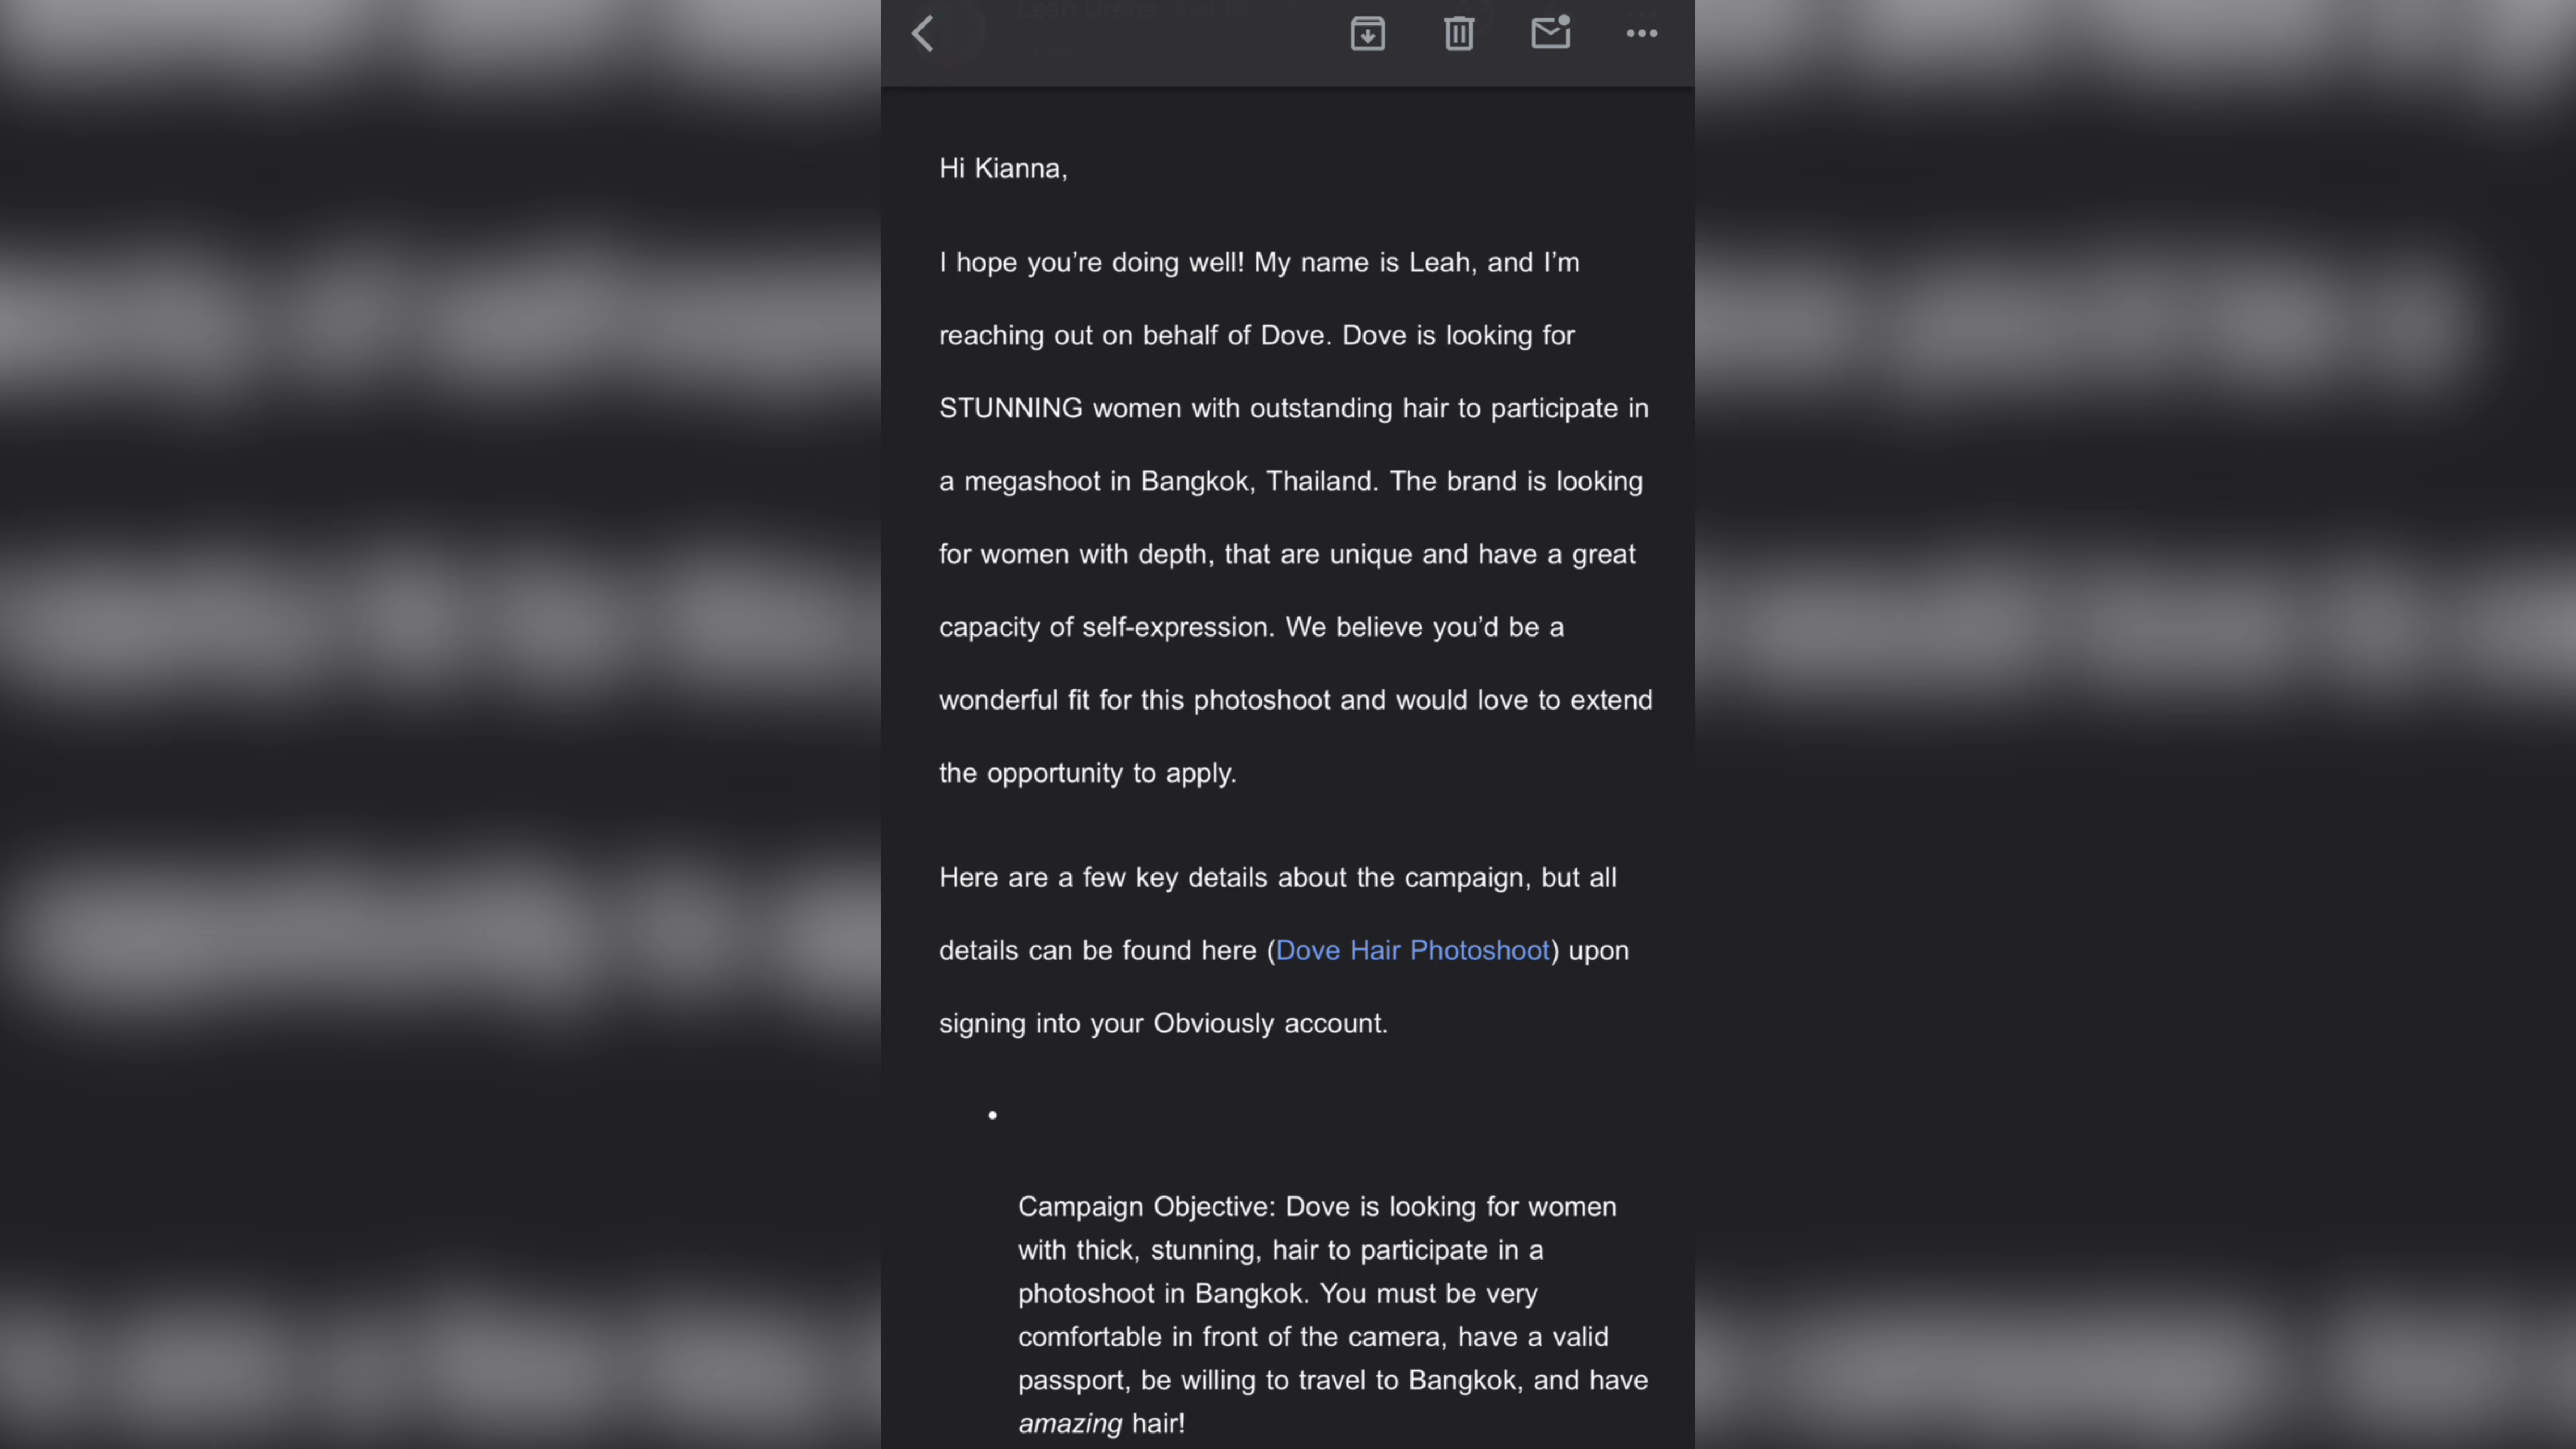 Hi Kianna,
I hope you’re doing well! My name is Leah, and I’m
reaching out on behalf of Dove. Dove is looking for
STUNNING women with outstanding hair to participate in
a megashoot in Bangkok, Thailand. The brand is looking
for women with depth, that are unique and have a great
capacity of self-expression. We believe you’d be a
wonderful fit for this photoshoot and would love to extend
the opportunity to apply.
Here are a few key details about the campaign, but all
details can be found here (Dove Hair Photoshoot) upon
signing into your Obviously account.
•
Campaign Objective: Dove is looking for women
with thick, stunning, hair to participate in a
photoshoot in Bangkok. You must be very
comfortable in front of the camera, have a valid
passport, be willing to travel to Bangkok, and have
amazing hair!